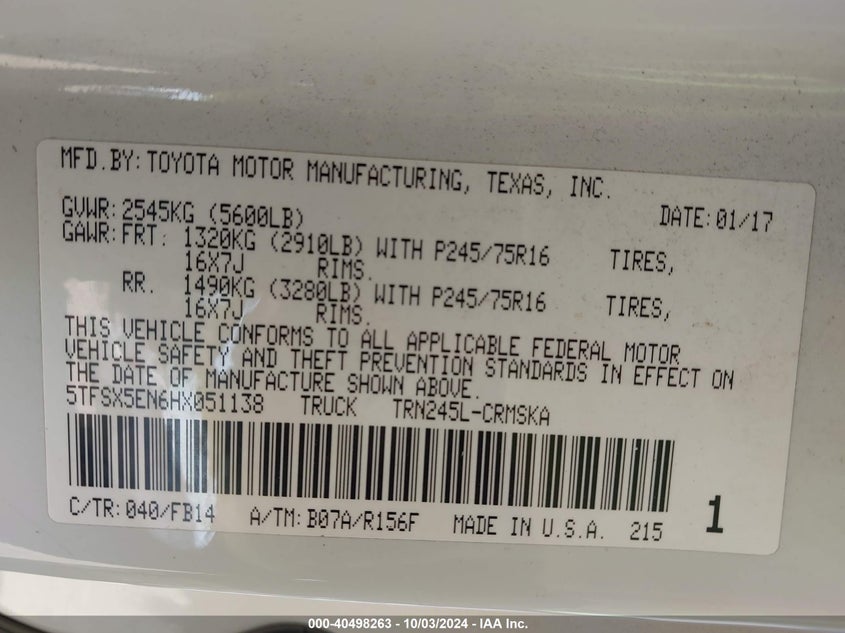 MFD.BY:TOYOTA MOTOR MANUFACTURING, TEXAS, INC.
GVWR:2545KG (5600LB) DATE:01/17
GAWR:FRT: 1320KG (2910LB) WITH P245/75R16 TIRES,
16X7J RIMS.
RR. 1490KG (3280LB) WITH P245/75R16 TIRES,
16X7J RIMS.
THIS VEHICLE CONFORMS TO ALL APPLICABLE FEDERAL MOTOR
VEHICLE SAFETY AND THEFT PREVENTION STANDARDS IN EFFECT ON
THE DATE OF MANUFACTURE SHOWN ABOVE.
5TFSX5EN6HX051138 TRUCK TRN245L-CRMSKA
C/TR:040/FB14 A/TM:B07A/R156F MADE IN U.S.A. 215 1
000-40498263 - 10/03/2024 - IAA Inc.